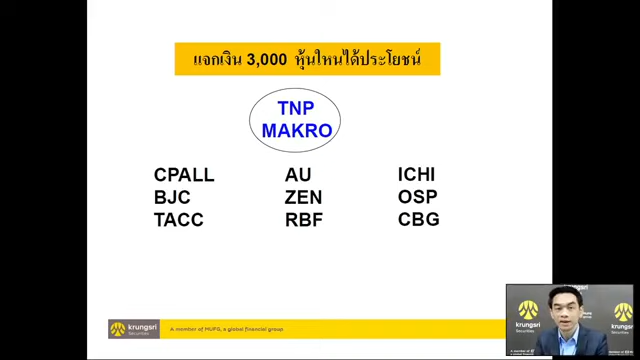 แจกเงิน 3,000 หุ้นไหนได้ประโยชน์
TNP
MAKRO
CPALL AU ICHI
BJC ZEN OSP
TACC RBF CBG
krungsri
Securities
A member of MUFG, a global financial group
krungsri
Securities